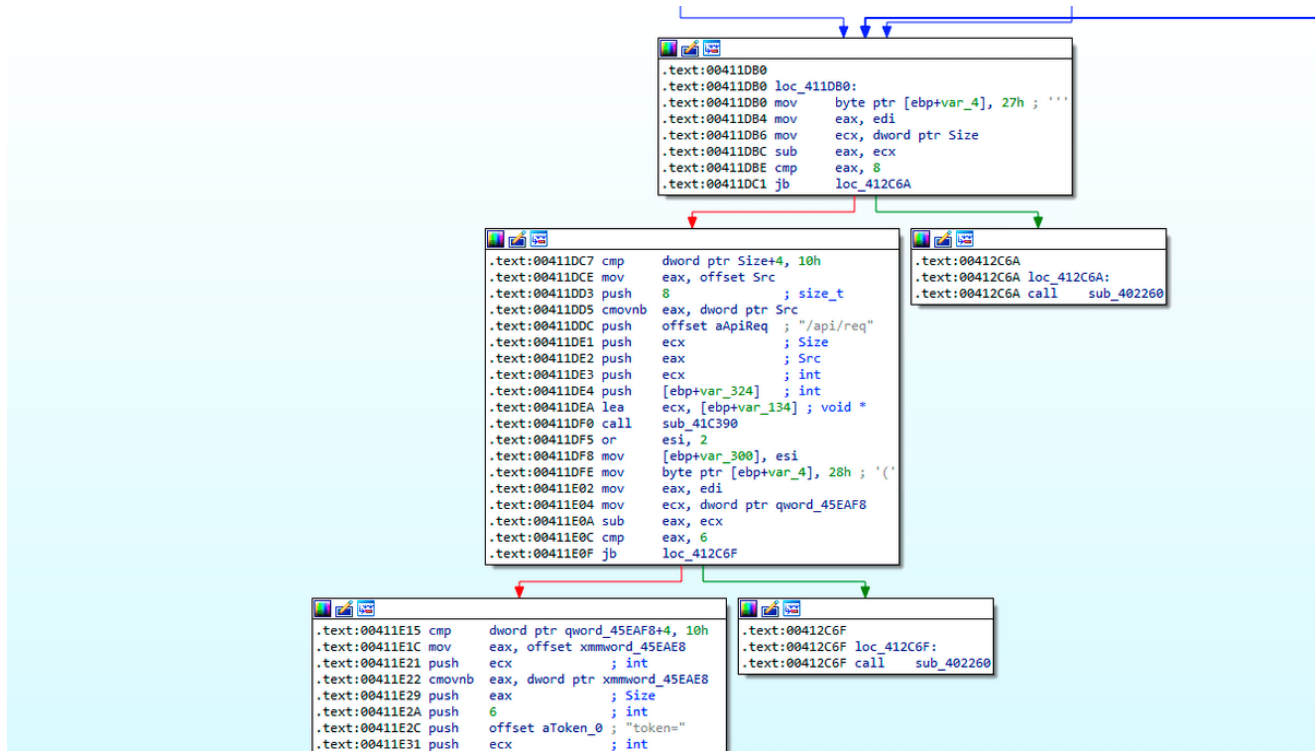 .text:00411DB0
.text:00411DB0 loc_411DB0:
.text:00411DB0 mov byte ptr [ebp+var_4], 27h ; '''
.text:00411DB4 mov eax, edi
.text:00411DB6 mov ecx, dword ptr Size
.text:00411DBC sub eax, ecx
.text:00411DBE cmp eax, 8
.text:00411DC1 jb loc_412C6A
.text:00411DC7 cmp dword ptr Size+4, 10h
.text:00411DCE mov eax, offset Src
.text:00411DD3 push 8 ; size_t
.text:00411DD5 cmovnb eax, dword ptr Src
.text:00411DDC push offset aApiReq ; "/api/req"
.text:00411DE1 push ecx ; Size
.text:00411DE2 push eax ; Src
.text:00411DE3 push ecx ; int
.text:00411DE4 push [ebp+var_324] ; int
.text:00411DEA lea ecx, [ebp+var_134] ; void *
.text:00411DF0 call sub_41C390
.text:00411DF5 or esi, 2
.text:00411DF8 mov [ebp+var_300], esi
.text:00411DFE mov byte ptr [ebp+var_4], 28h ; '('
.text:00411E02 mov eax, edi
.text:00411E04 mov ecx, dword ptr qword_45EAF8
.text:00411E0A sub eax, ecx
.text:00411E0C cmp eax, 6
.text:00411E0F jb loc_412C6F
.text:00412C6A
.text:00412C6A loc_412C6A:
.text:00412C6A call sub_402260
.text:00411E15 cmp dword ptr qword_45EAF8+4, 10h
.text:00411E1C mov eax, offset xmmword_45EAE8
.text:00411E21 push ecx ; int
.text:00411E22 cmovnb eax, dword ptr xmmword_45EAE8
.text:00411E29 push eax ; Size
.text:00411E2A push 6 ; int
.text:00411E2C push offset aToken_0 ; "token="
.text:00411E31 push ecx ; int
.text:00412C6F
.text:00412C6F loc_412C6F:
.text:00412C6F call sub_402260